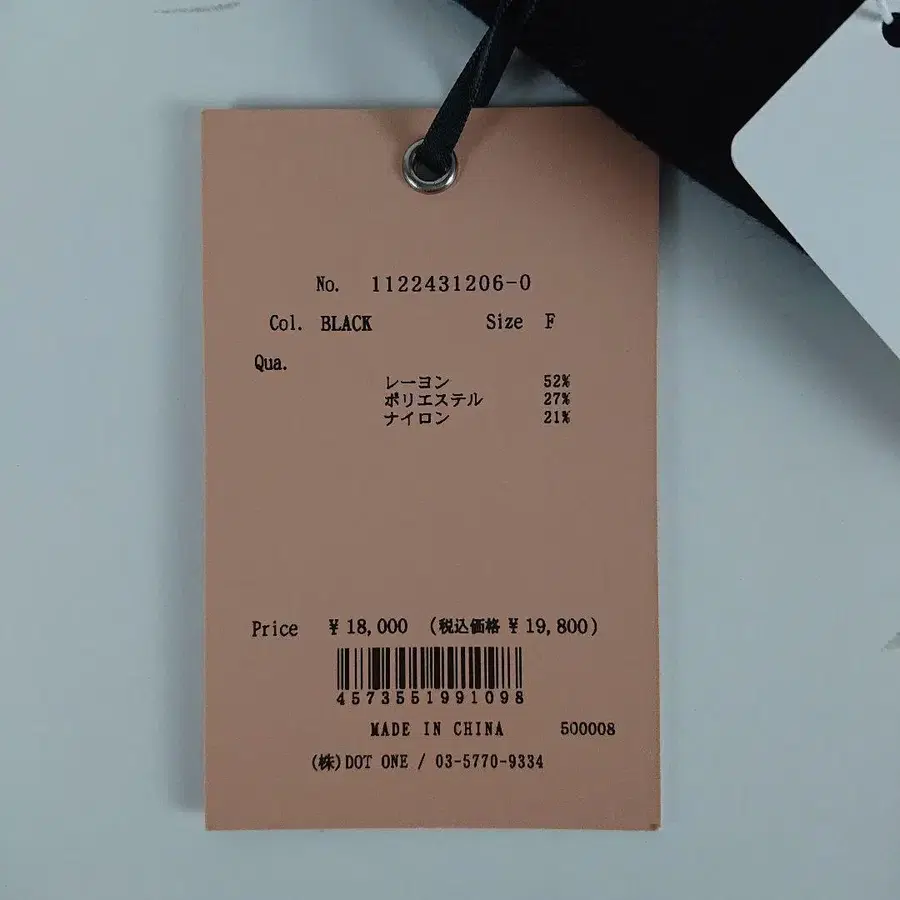 No. 1122431206-0
Col. BLACK Size F
Qua.
レーヨン 52%
ポリエステル 27%
ナイロン 21%
Price ¥18,000 (税込価格 ¥19,800)
4573551991098
MADE IN CHINA 500008
(株)DOT ONE / 03-5770-9334